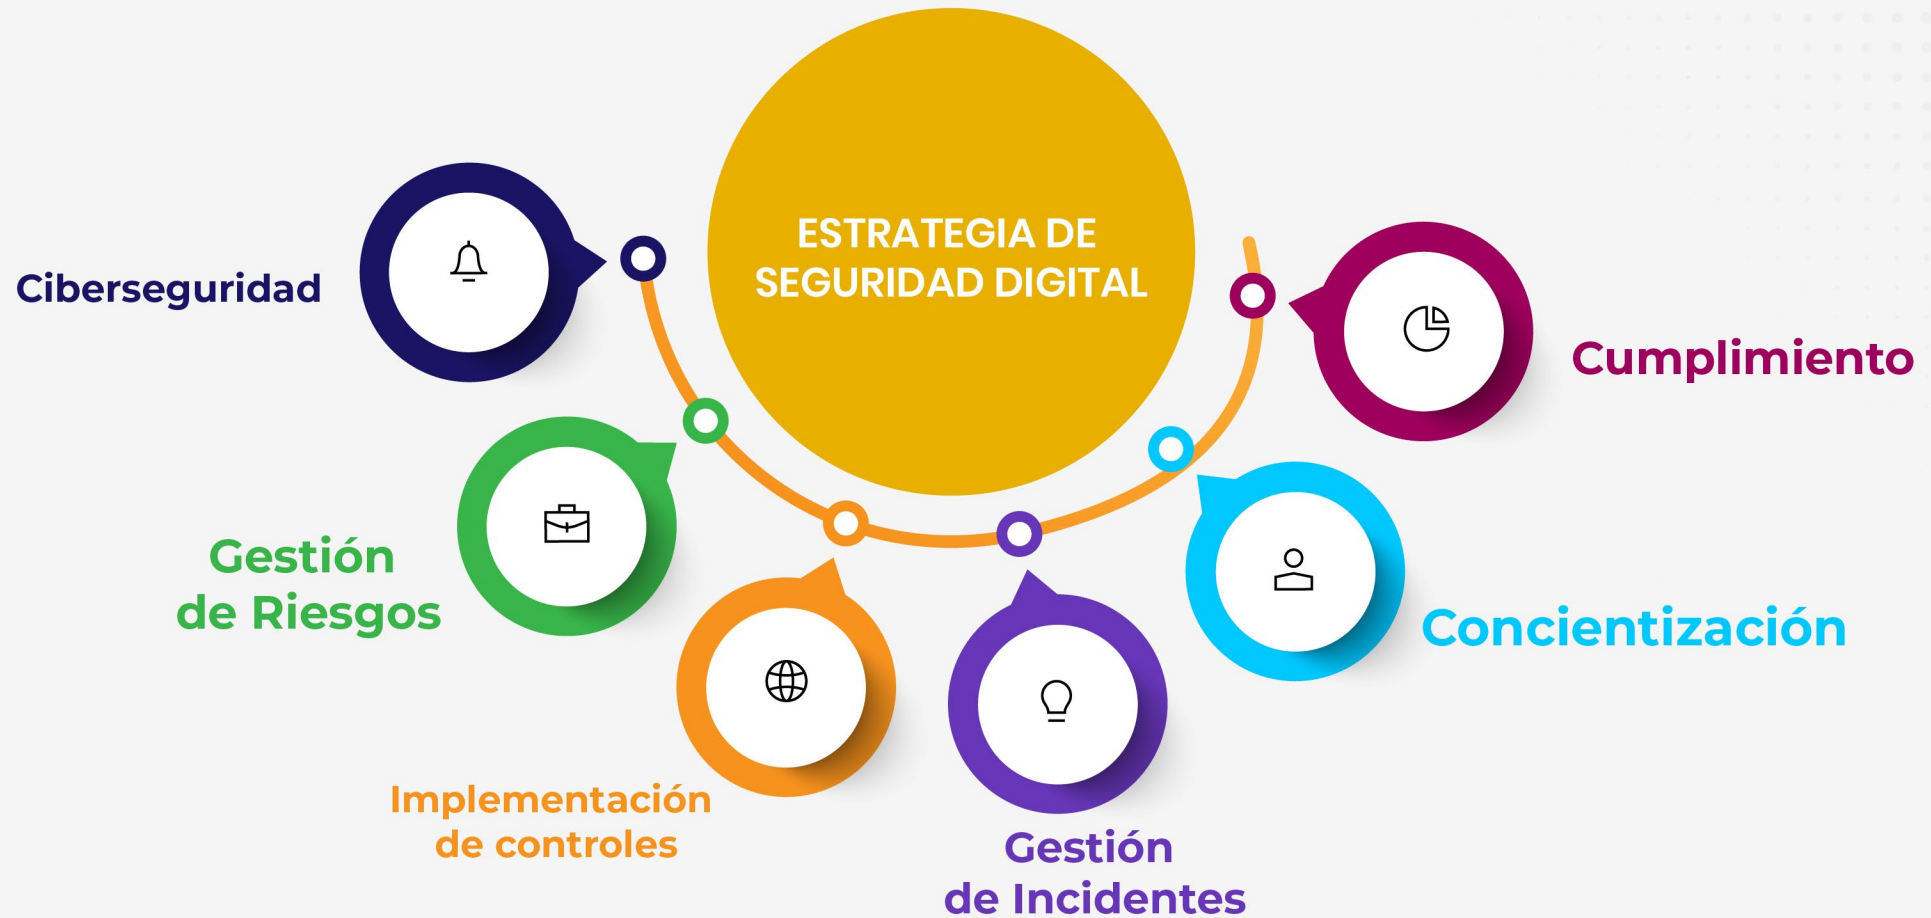 ESTRATEGIA DE
SEGURIDAD DIGITAL
Ciberseguridad
Gestión
de Riesgos
Implementación
de controles
Gestión
de Incidentes
Concientización
Cumplimiento